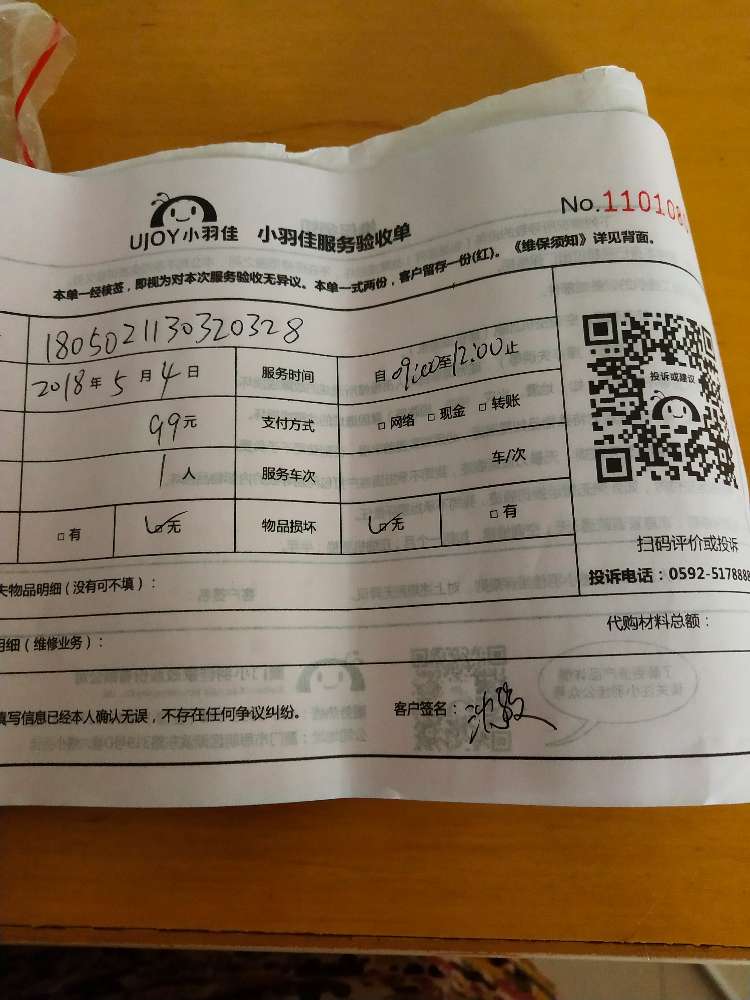 UJOY小羽佳 小羽佳服务验收单
No.110108
本单一经核签，即视为对本次服务验收无异议。本单一式两份，客户留存一份(红)。《维保须知》详见背面。
1805021130320328
2018年5月4日 服务时间 自09:00至12:00止
99元 支付方式 □网络 □现金 □转账
1人 服务车次 车/次
□有 ☑无 物品损坏 ☑无 □有
投诉或建议
扫码评价或投诉
投诉电话：0592-5178888
失物品明细（没有可不填）：
代购材料总额：
明细（维修业务）：
填写信息已经本人确认无误，不存在任何争议纠纷。 客户签名：